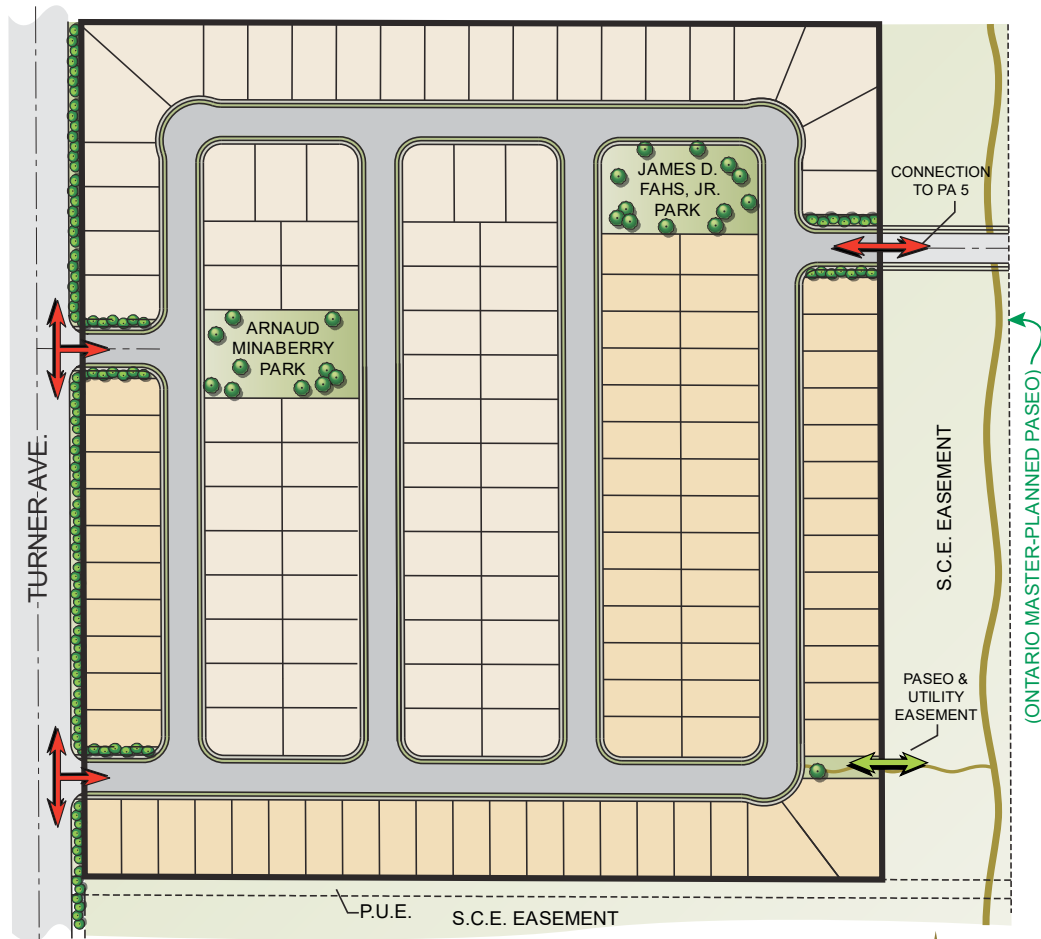 JAMES D.
FAHS, JR.
PARK
CONNECTION
TO PA 5
ARNAUD
MINABERRY
PARK
TURNER AVE.
S.C.E. EASEMENT
(ONTARIO MASTER-PLANNED PASEO)
PASEO &
UTILITY
EASEMENT
P.U.E.
S.C.E. EASEMENT